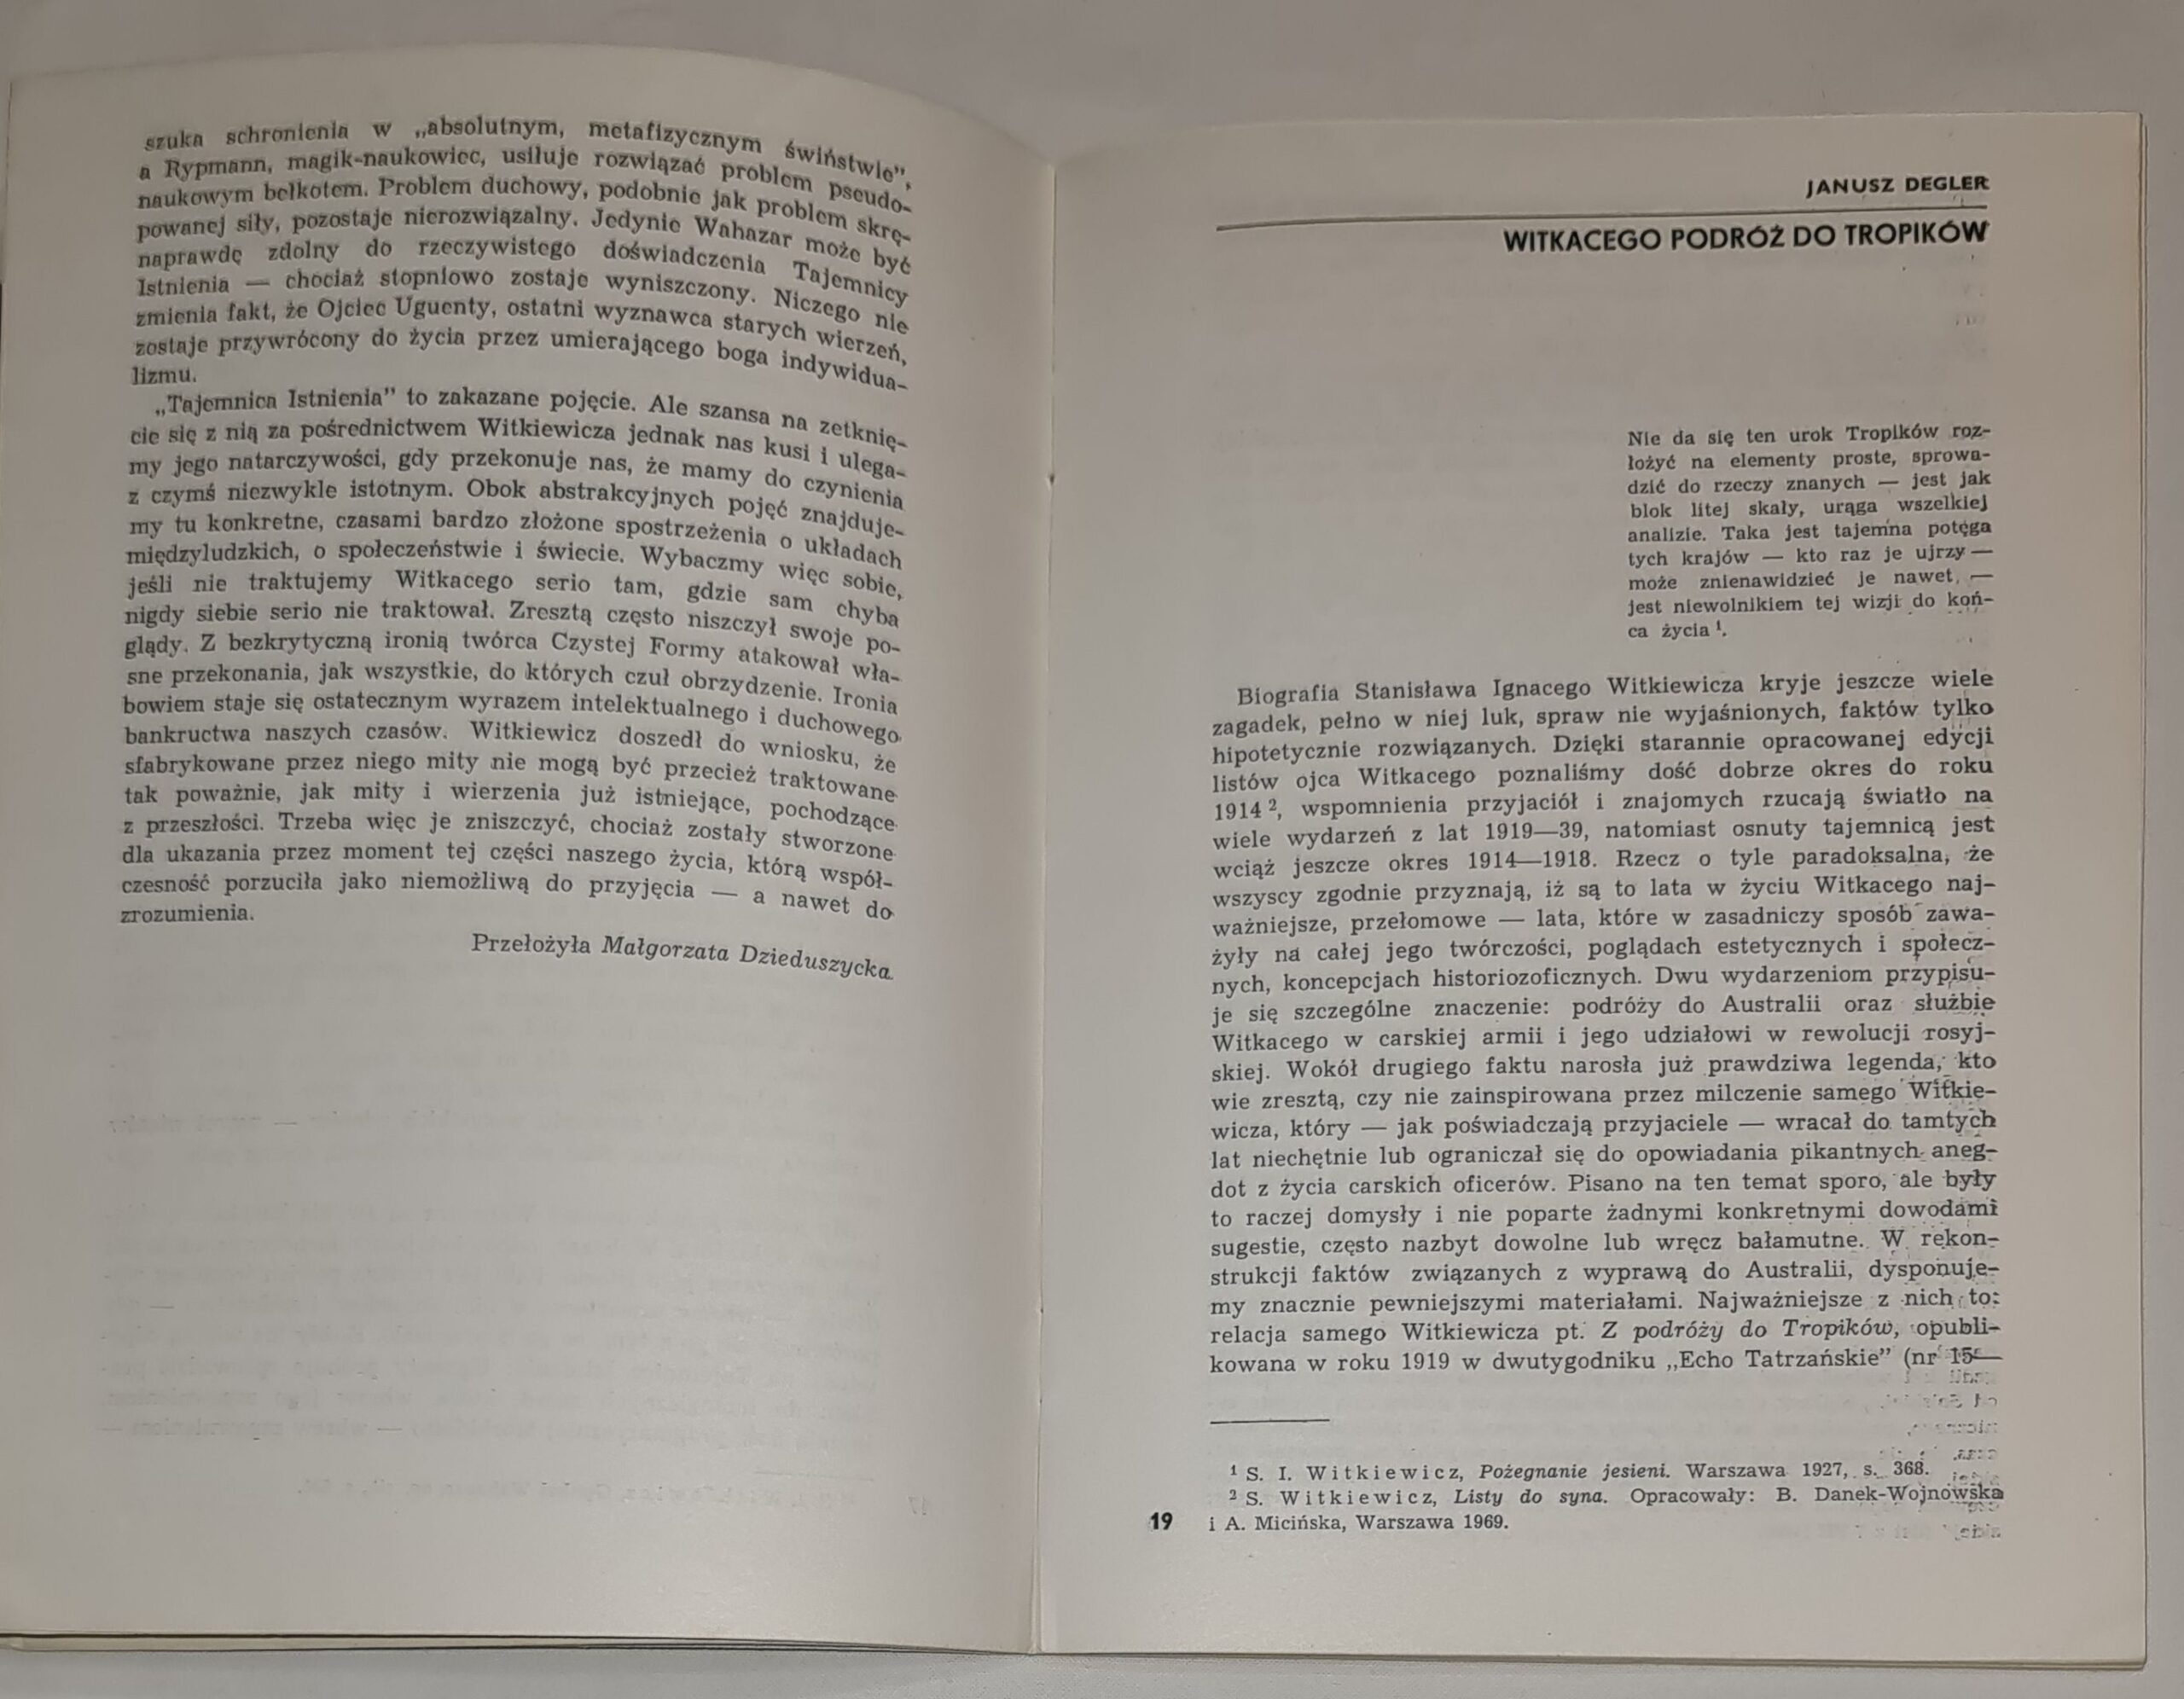 szuka schronienia w „absolutnym, metafizycznym świństwie”,
a Rypmann, magik-naukowiec, usiłuje rozwiązać problem pseudo-
naukowym bełkotem. Problem duchowy, podobnie jak problem skrę-
powanej siły, pozostaje nierozwiązalny. Jedynie Wahazar może być
naprawdę zdolny do rzeczywistego doświadczenia Tajemnicy
Istnienia — chociaż stopniowo zostaje wyniszczony. Niczego nie
zmienia fakt, że Ojciec Uguenty, ostatni wyznawca starych wierzeń,
zostaje przywrócony do życia przez umierającego boga indywidua-
lizmu.
„Tajemnica Istnienia” to zakazane pojęcie. Ale szansa na zetknię-
cie się z nią za pośrednictwem Witkiewicza jednak nas kusi i ulega-
my jego natarczywości, gdy przekonuje nas, że mamy do czynienia
z czymś niezwykle istotnym. Obok abstrakcyjnych pojęć znajduje-
my tu konkretne, czasami bardzo złożone spostrzeżenia o układach
międzyludzkich, o społeczeństwie i świecie. Wybaczmy więc sobie,
jeśli nie traktujemy Witkacego serio tam, gdzie sam chyba
nigdy siebie serio nie traktował. Zresztą często niszczył swoje po-
glądy. Z bezkrytyczną ironią twórca Czystej Formy atakował wła-
sne przekonania, jak wszystkie, do których czuł obrzydzenie. Ironia
bowiem staje się ostatecznym wyrazem intelektualnego i duchowego
bankructwa naszych czasów. Witkiewicz doszedł do wniosku, że
sfabrykowane przez niego mity nie mogą być przecież traktowane
tak poważnie, jak mity i wierzenia już istniejące, pochodzące
z przeszłości. Trzeba więc je zniszczyć, chociaż zostały stworzone
dla ukazania przez moment tej części naszego życia, którą współ-
czesność porzuciła jako niemożliwą do przyjęcia — a nawet do
zrozumienia.
Przełożyła Małgorzata Dzieduszycka
JANUSZ DEGLER
WITKACEGO PODRÓŻ DO TROPIKÓW
Nie da się ten urok Tropików roz-
łożyć na elementy proste, sprowa-
dzić do rzeczy znanych — jest jak
blok litej skały, urąga wszelkiej
analizie. Taka jest tajemna potęga
tych krajów — kto raz je ujrzy —
może znienawidzieć je nawet, —
jest niewolnikiem tej wizji do koń-
ca życia ¹.
Biografia Stanisława Ignacego Witkiewicza kryje jeszcze wiele
zagadek, pełno w niej luk, spraw nie wyjaśnionych, faktów tylko
hipotetycznie rozwiązanych. Dzięki starannie opracowanej edycji
listów ojca Witkacego poznaliśmy dość dobrze okres do roku
1914 ², wspomnienia przyjaciół i znajomych rzucają światło na
wiele wydarzeń z lat 1919—39, natomiast osnuty tajemnicą jest
wciąż jeszcze okres 1914—1918. Rzecz o tyle paradoksalna, że
wszyscy zgodnie przyznają, iż są to lata w życiu Witkacego naj-
ważniejsze, przełomowe — lata, które w zasadniczy sposób zawa-
żyły na całej jego twórczości, poglądach estetycznych i społecz-
nych, koncepcjach historiozoficznych. Dwu wydarzeniom przypisu-
je się szczególne znaczenie: podróży do Australii oraz służbie
Witkacego w carskiej armii i jego udziałowi w rewolucji rosyj-
skiej. Wokół drugiego faktu narosła już prawdziwa legenda, kto
wie zresztą, czy nie zainspirowana przez milczenie samego Witkie-
wicza, który — jak poświadczają przyjaciele — wracał do tamtych
lat niechętnie lub ograniczał się do opowiadania pikantnych aneg-
dot z życia carskich oficerów. Pisano na ten temat sporo, ale były
to raczej domysły i nie poparte żadnymi konkretnymi dowodami
sugestie, często nazbyt dowolne lub wręcz bałamutne. W rekon-
strukcji faktów związanych z wyprawą do Australii, dysponuje-
my znacznie pewniejszymi materiałami. Najważniejsze z nich to:
relacja samego Witkiewicza pt. Z podróży do Tropików, opubli-
kowana w roku 1919 w dwutygodniku „Echo Tatrzańskie” (nr 15—
¹ S. I. Witkiewicz, Pożegnanie jesieni. Warszawa 1927, s. 368.
² S. Witkiewicz, Listy do syna. Opracowały: B. Danek-Wojnowska
i A. Micińska, Warszawa 1969.
19